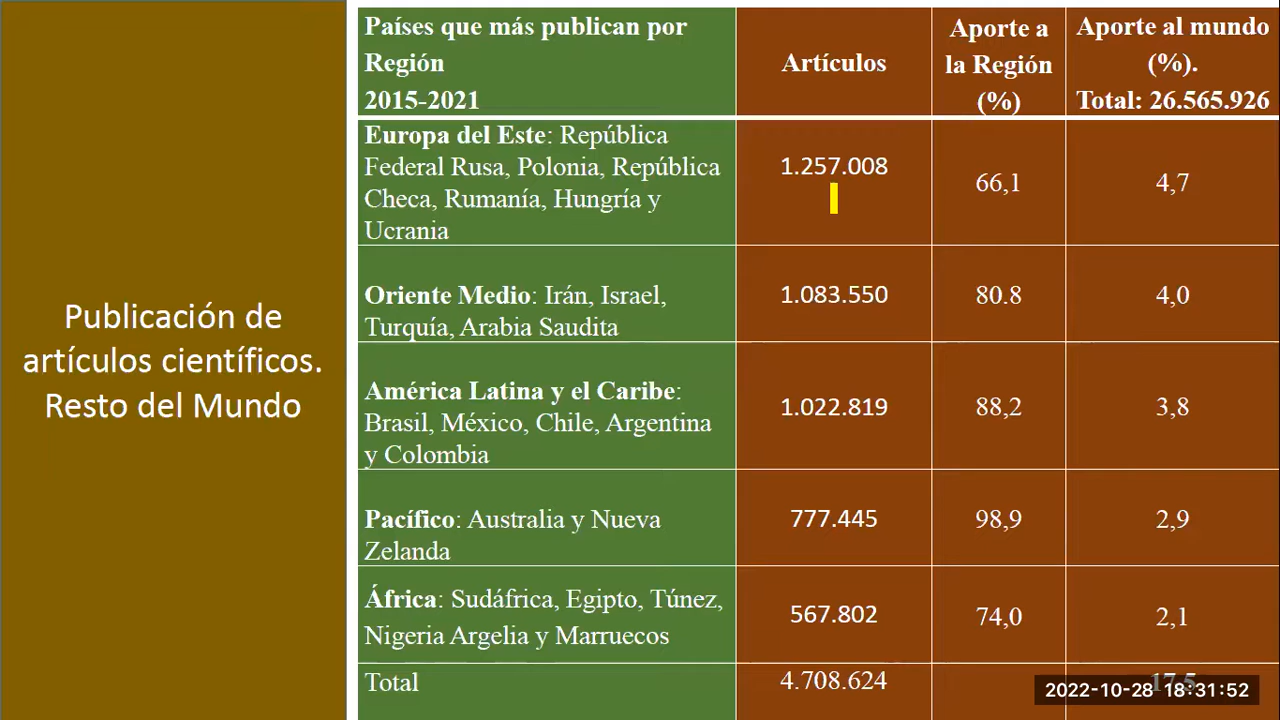 Publicación de
artículos científicos.
Resto del Mundo
Países que más publican por
Región
2015-2021
Artículos
Aporte a
la Región
(%)
Aporte al mundo
(%).
Total: 26.565.926
Europa del Este: República
Federal Rusa, Polonia, República
Checa, Rumanía, Hungría y
Ucrania
1.257.008
66,1
4,7
Oriente Medio: Irán, Israel,
Turquía, Arabia Saudita
1.083.550
80.8
4,0
América Latina y el Caribe:
Brasil, México, Chile, Argentina
y Colombia
1.022.819
88,2
3,8
Pacífico: Australia y Nueva
Zelanda
777.445
98,9
2,9
África: Sudáfrica, Egipto, Túnez,
Nigeria Argelia y Marruecos
567.802
74,0
2,1
Total
4.708.624
17,5
2022-10-28 18:31:52